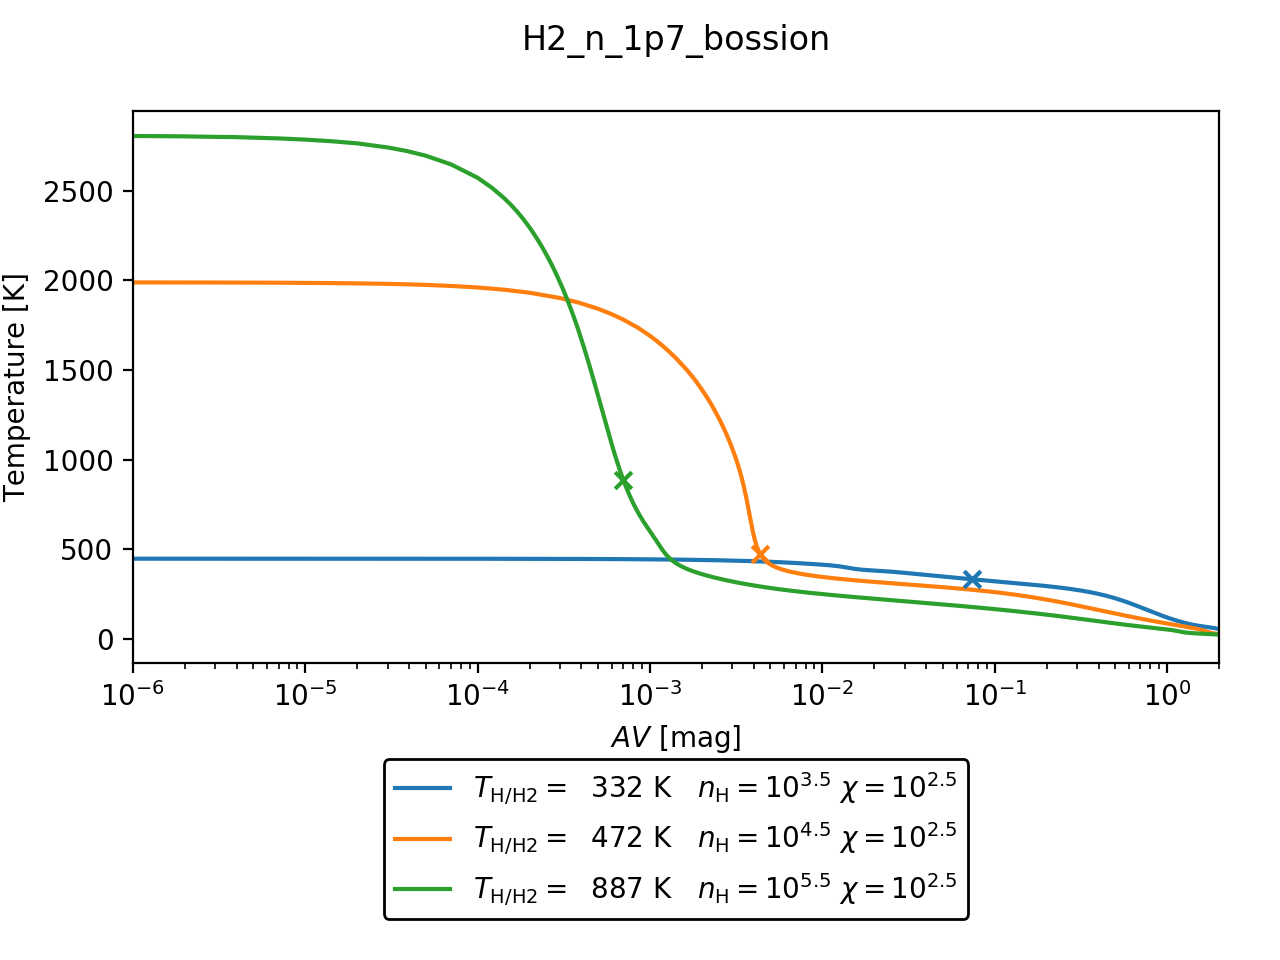 H2_n_1p7_bossion
Temperature [K]
2500
2000
1500
1000
500
0
10⁻⁶ 10⁻⁵ 10⁻⁴ 10⁻³ 10⁻² 10⁻¹ 10⁰
AV [mag]
T_H/H2 = 332 K n_H = 10^3.5 χ = 10^2.5
T_H/H2 = 472 K n_H = 10^4.5 χ = 10^2.5
T_H/H2 = 887 K n_H = 10^5.5 χ = 10^2.5